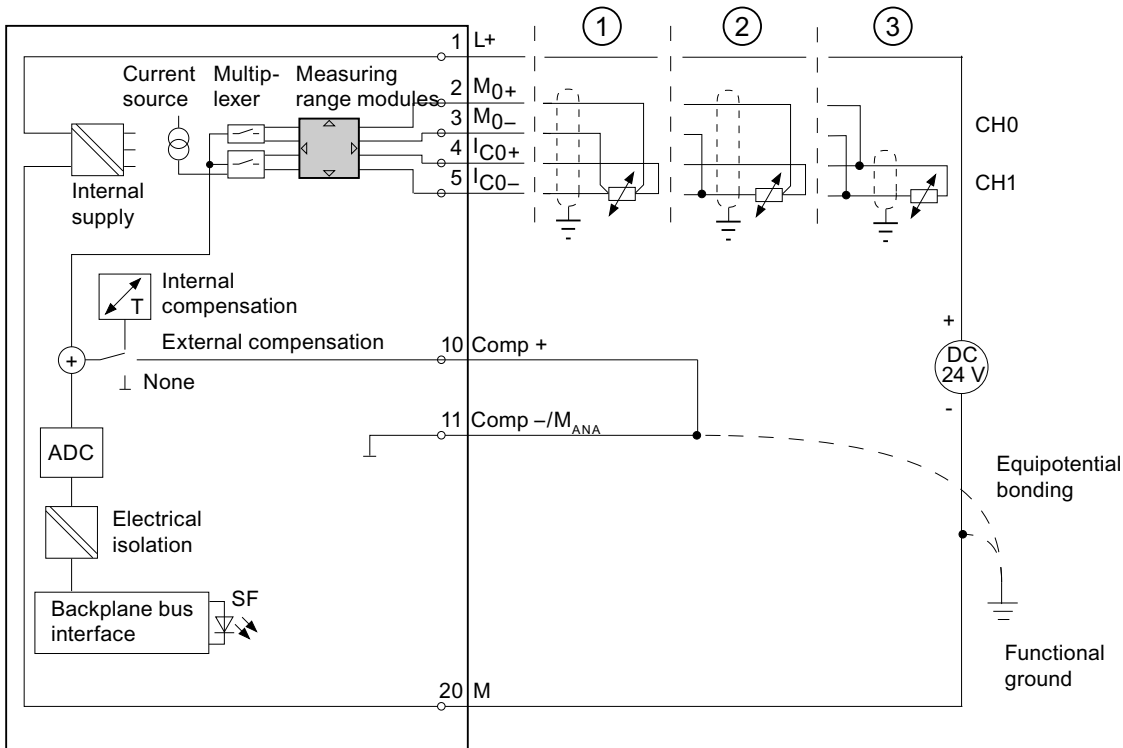 ① ② ③
1 L+
Current source
Multip-
lexer
Measuring
range modules
2 M0+
3 M0–
4 IC0+
5 IC0–
CH0
CH1
Internal
supply
Internal
compensation
T
External compensation
10 Comp +
+
None
+
DC
24 V
-
11 Comp –/MANA
ADC
Equipotential
bonding
Electrical
isolation
Backplane bus
interface
SF
Functional
ground
20 M